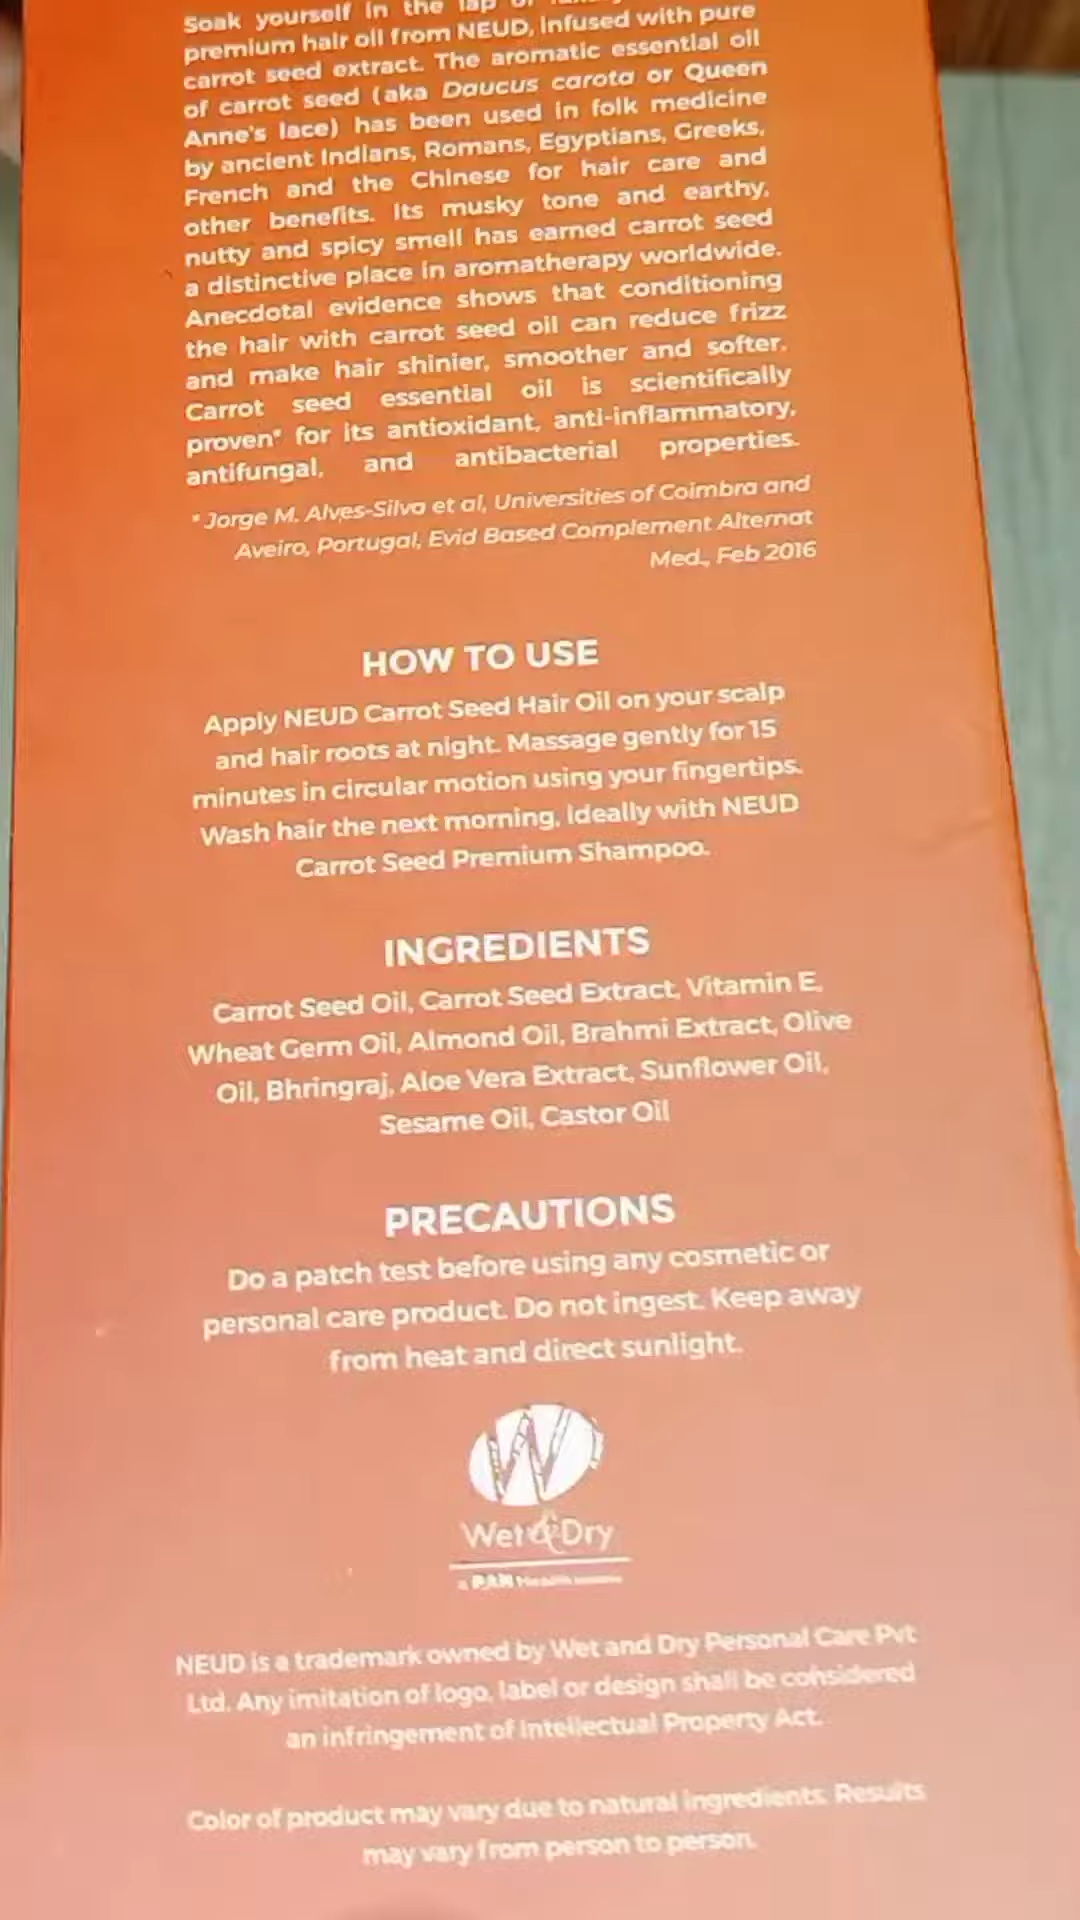 Soak yourself in the lap of
premium hair oil from NEUD, infused with pure
carrot seed extract. The aromatic essential oil
of carrot seed (aka Daucus carota or Queen
Anne's lace) has been used in folk medicine
by ancient Indians, Romans, Egyptians, Greeks,
French and the Chinese for hair care and
other benefits. Its musky tone and earthy,
nutty and spicy smell has earned carrot seed
a distinctive place in aromatherapy worldwide.
Anecdotal evidence shows that conditioning
the hair with carrot seed oil can reduce frizz
and make hair shinier, smoother and softer.
Carrot seed essential oil is scientifically
proven* for its antioxidant, anti-inflammatory,
antifungal, and antibacterial properties.
* Jorge M. Alves-Silva et al, Universities of Coimbra and
Aveiro, Portugal, Evid Based Complement Alternat
Med., Feb 2016
HOW TO USE
Apply NEUD Carrot Seed Hair Oil on your scalp
and hair roots at night. Massage gently for 15
minutes in circular motion using your fingertips.
Wash hair the next morning, ideally with NEUD
Carrot Seed Premium Shampoo.
INGREDIENTS
Carrot Seed Oil, Carrot Seed Extract, Vitamin E,
Wheat Germ Oil, Almond Oil, Brahmi Extract, Olive
Oil, Bhringraj, Aloe Vera Extract, Sunflower Oil,
Sesame Oil, Castor Oil
PRECAUTIONS
Do a patch test before using any cosmetic or
personal care product. Do not ingest. Keep away
from heat and direct sunlight.
W
Wet & Dry
a PAN Health
NEUD is a trademark owned by Wet and Dry Personal Care Pvt
Ltd. Any imitation of logo, label or design shall be considered
an infringement of Intellectual Property Act.
Color of product may vary due to natural ingredients. Results
may vary from person to person.